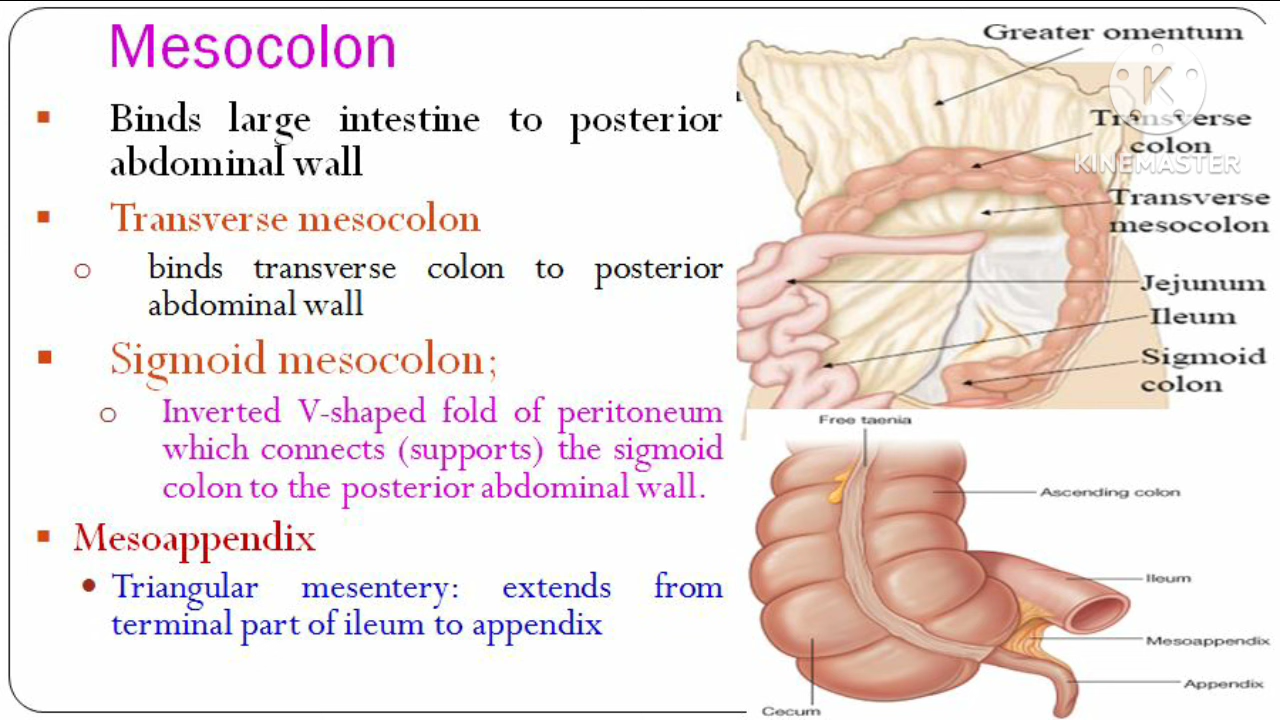 Mesocolon
Binds large intestine to posterior
abdominal wall
Transverse mesocolon
binds transverse colon to posterior
abdominal wall
Sigmoid mesocolon;
Inverted V-shaped fold of peritoneum
which connects (supports) the sigmoid
colon to the posterior abdominal wall.
Mesoappendix
Triangular mesentery: extends from
terminal part of ileum to appendix
Greater omentum
Transverse
colon
K
KINEMASTER
Transverse
mesocolon
Jejunum
Ileum
Sigmoid
colon
Free taenia
Ascending colon
Ileum
Mesoappendix
Appendix
Cecum